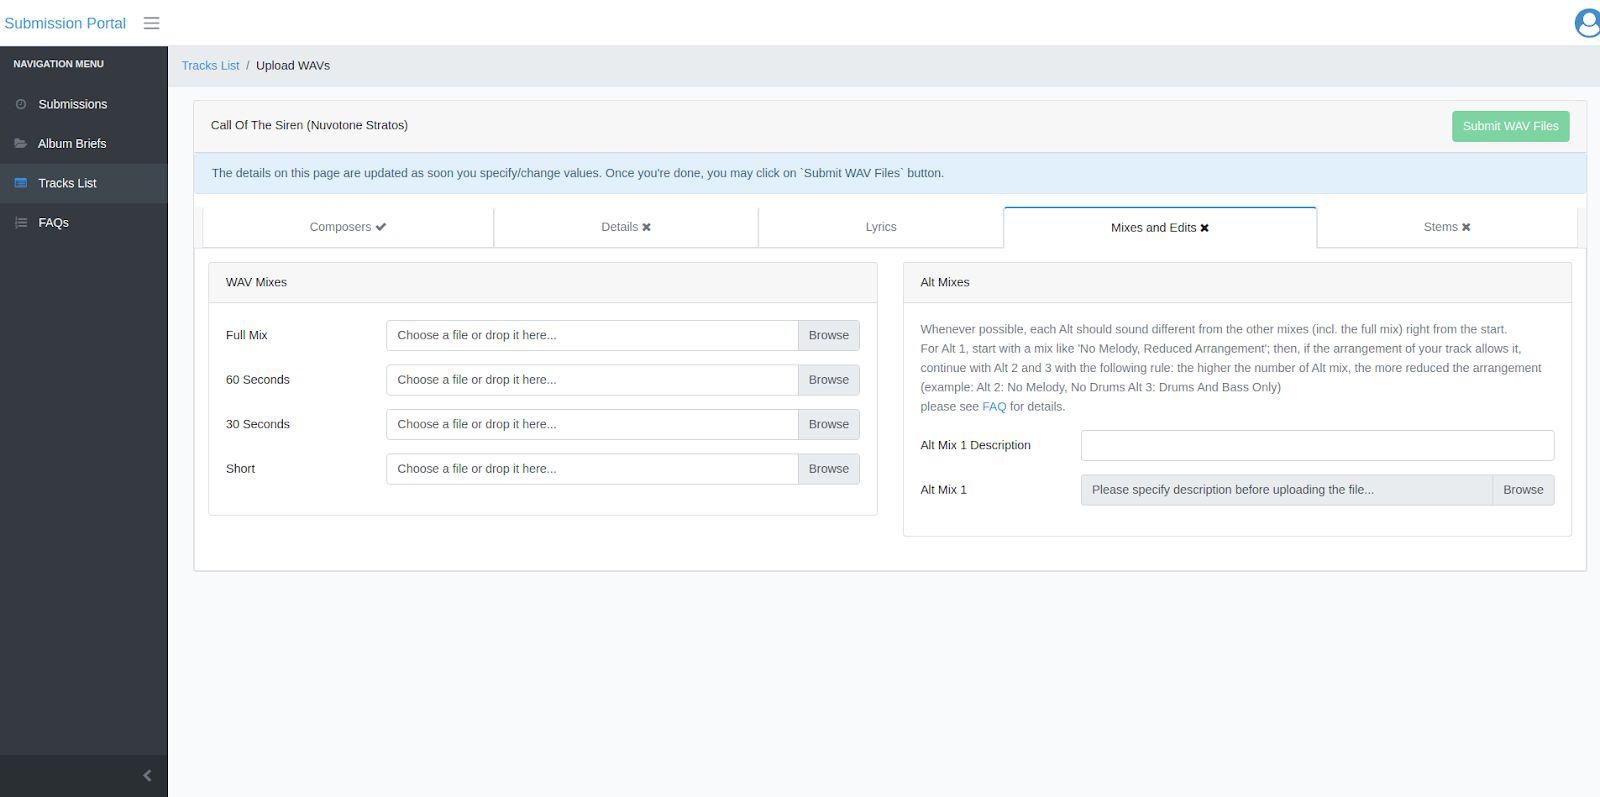 Submission Portal
NAVIGATION MENU
Submissions
Album Briefs
Tracks List
FAQs
Tracks List / Upload WAVs
Call Of The Siren (Nuvotone Stratos)
Submit WAV Files
The details on this page are updated as soon you specify/change values. Once you're done, you may click on `Submit WAV Files` button.
Composers
Details
Lyrics
Mixes and Edits
Stems
WAV Mixes
Full Mix
Choose a file or drop it here...
Browse
60 Seconds
Choose a file or drop it here...
Browse
30 Seconds
Choose a file or drop it here...
Browse
Short
Choose a file or drop it here...
Browse
Alt Mixes
Whenever possible, each Alt should sound different from the other mixes (incl. the full mix) right from the start.
For Alt 1, start with a mix like 'No Melody, Reduced Arrangement'; then, if the arrangement of your track allows it,
continue with Alt 2 and 3 with the following rule: the higher the number of Alt mix, the more reduced the arrangement
(example: Alt 2: No Melody, No Drums Alt 3: Drums And Bass Only)
please see FAQ for details.
Alt Mix 1 Description
Alt Mix 1
Please specify description before uploading the file...
Browse